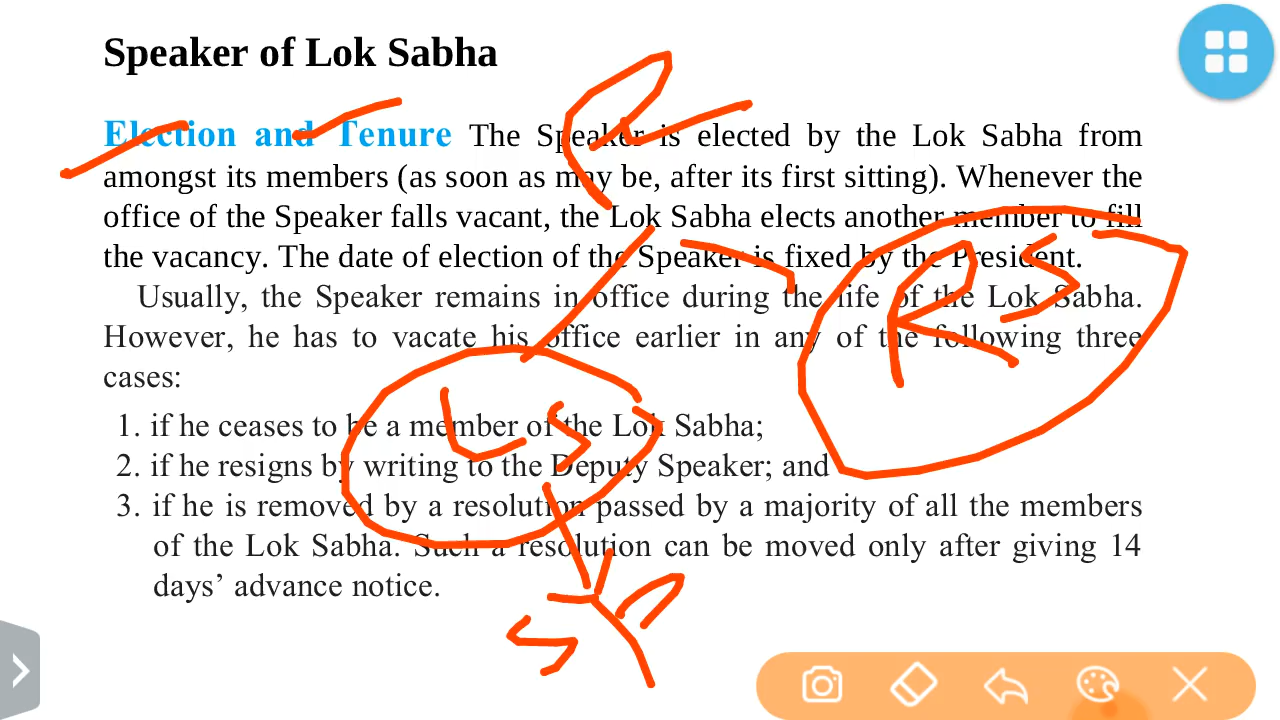 Speaker of Lok Sabha
Election and Tenure The Speaker is elected by the Lok Sabha from
amongst its members (as soon as may be, after its first sitting). Whenever the
office of the Speaker falls vacant, the Lok Sabha elects another member to fill
the vacancy. The date of election of the Speaker is fixed by the President.
Usually, the Speaker remains in office during the life of the Lok Sabha.
However, he has to vacate his office earlier in any of the following three
cases:
1. if he ceases to be a member of the Lok Sabha;
2. if he resigns by writing to the Deputy Speaker; and
3. if he is removed by a resolution passed by a majority of all the members
of the Lok Sabha. Such a resolution can be moved only after giving 14
days’ advance notice.
RS
LS